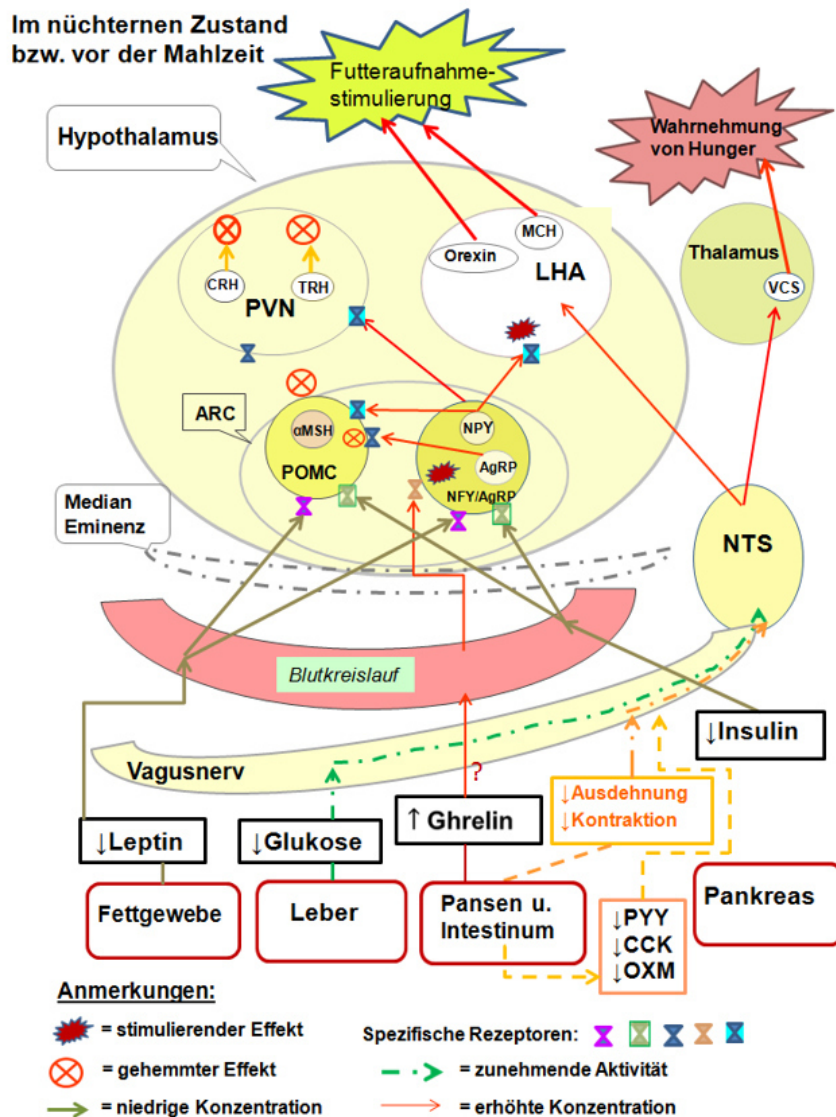 Im nüchternen Zustand
bzw. vor der Mahlzeit
Futteraufnahme-
stimulierung
Hypothalamus
Wahrnehmung
von Hunger
MCH
Orexin
LHA
Thalamus
VCS
CRH
TRH
PVN
ARC
αMSH
POMC
NPY
AgRP
NFY/AgRP
Median
Eminenz
NTS
Blutkreislauf
Vagusnerv
?
↓Insulin
↓Ausdehnung
↓Kontraktion
↓Leptin
↓Glukose
↑ Ghrelin
Fettgewebe
Leber
Pansen u.
Intestinum
↓PYY
↓CCK
↓OXM
Pankreas
Anmerkungen:
= stimulierender Effekt
Spezifische Rezeptoren:
= gehemmter Effekt
= zunehmende Aktivität
= niedrige Konzentration
= erhöhte Konzentration